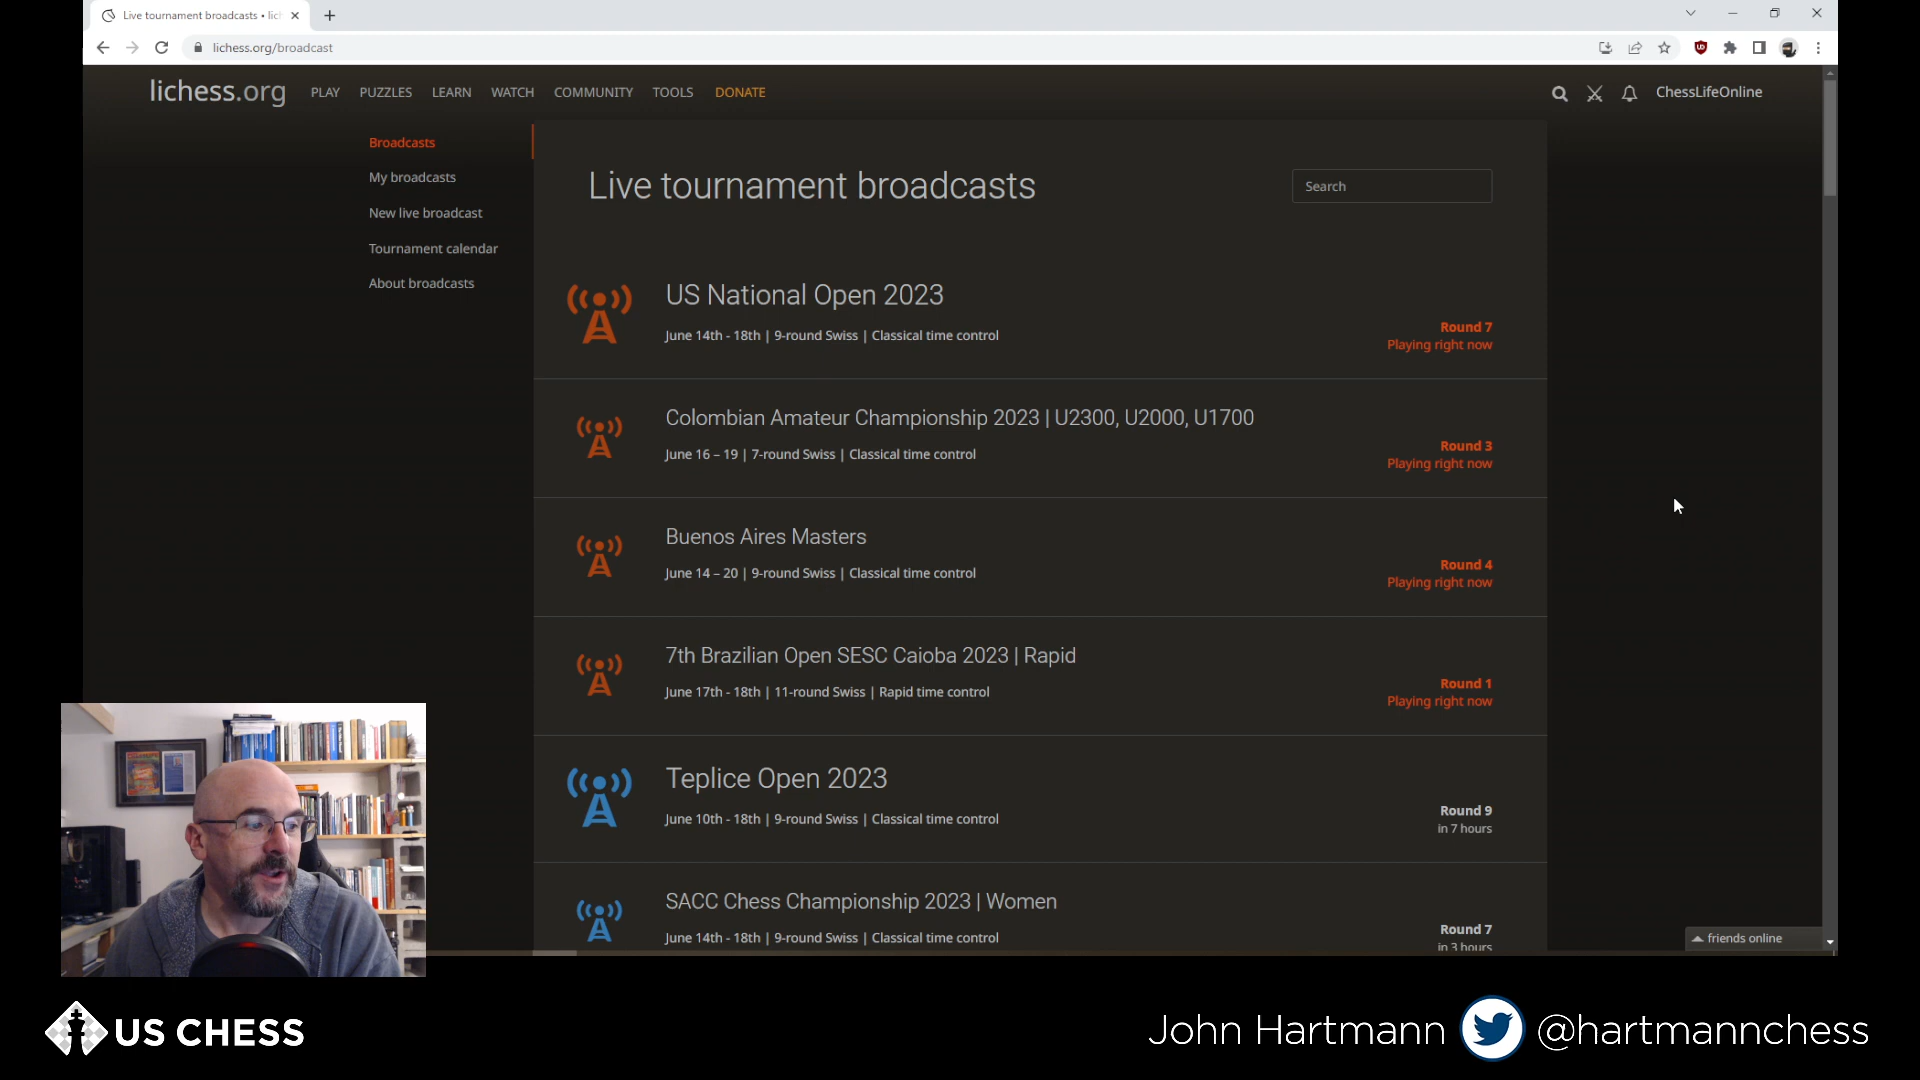 Live tournament broadcasts • lic
lichess.org/broadcast
lichess.org PLAY PUZZLES LEARN WATCH COMMUNITY TOOLS DONATE ChessLifeOnline
Broadcasts
My broadcasts
New live broadcast
Tournament calendar
About broadcasts
Live tournament broadcasts
Search
US National Open 2023
June 14th - 18th | 9-round Swiss | Classical time control
Round 7
Playing right now
Colombian Amateur Championship 2023 | U2300, U2000, U1700
June 16 – 19 | 7-round Swiss | Classical time control
Round 3
Playing right now
Buenos Aires Masters
June 14 – 20 | 9-round Swiss | Classical time control
Round 4
Playing right now
7th Brazilian Open SESC Caioba 2023 | Rapid
June 17th - 18th | 11-round Swiss | Rapid time control
Round 1
Playing right now
Teplice Open 2023
June 10th - 18th | 9-round Swiss | Classical time control
Round 9
in 7 hours
SACC Chess Championship 2023 | Women
June 14th - 18th | 9-round Swiss | Classical time control
Round 7
in 3 hours
friends online
US CHESS
John Hartmann @hartmannchess